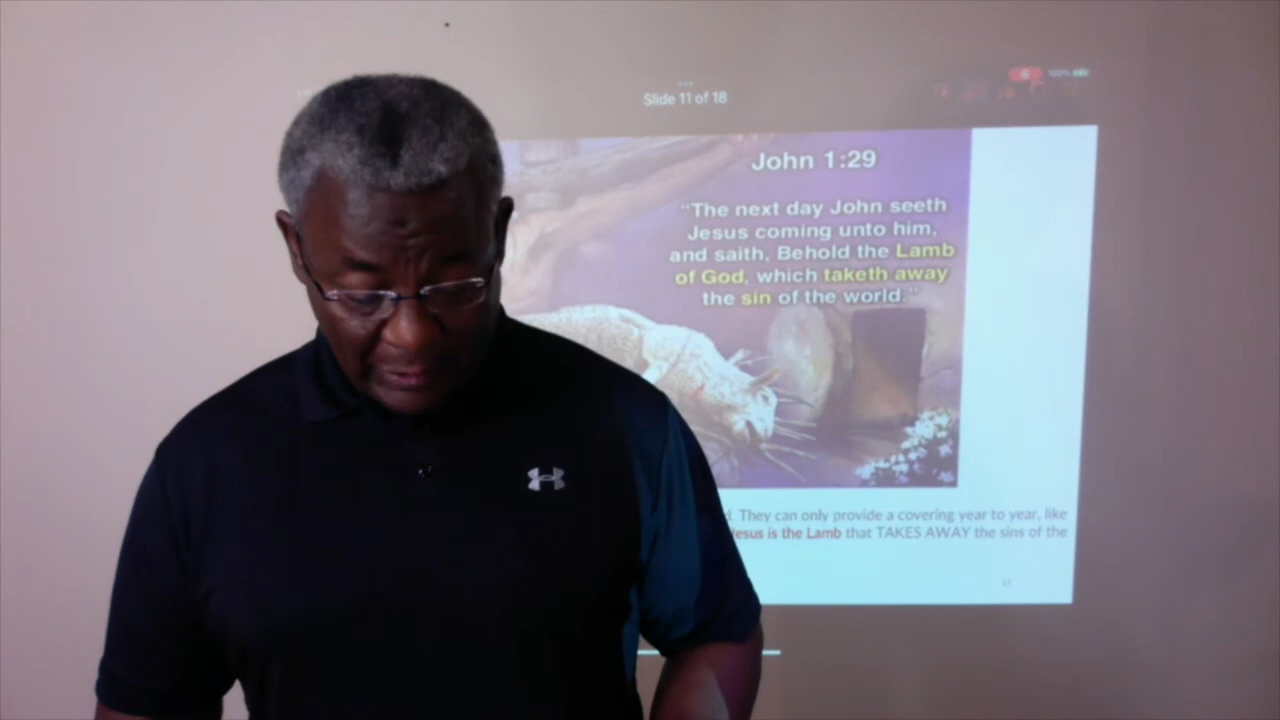 Slide 11 of 18
100%
John 1:29
"The next day John seeth
Jesus coming unto him,
and saith, Behold the Lamb
of God, which taketh away
the sin of the world."
They can only provide a covering year to year, like
Jesus is the Lamb that TAKES AWAY the sins of the
11